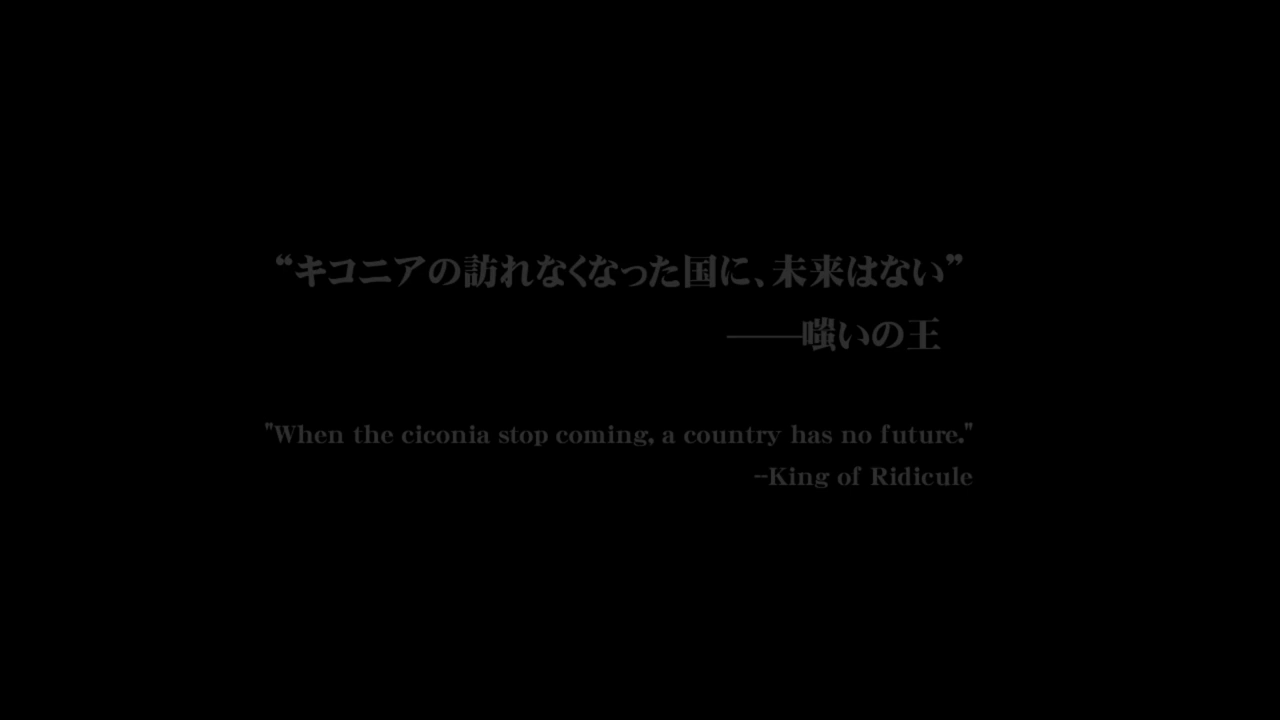 “キコニアの訪れなくなった国に、未来はない”
――嗤いの王
"When the ciconia stop coming, a country has no future."
--King of Ridicule